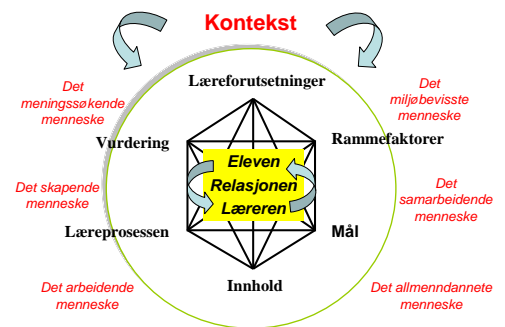 Kontekst
Læreforutsetninger
Det
meningssøkende
menneske
Det
miljøbevisste
menneske
Vurdering
Rammefaktorer
Eleven
Relasjonen
Læreren
Det skapende
menneske
Det
samarbeidende
menneske
Læreprosessen
Mål
Innhold
Det arbeidende
menneske
Det allmenndannete
menneske